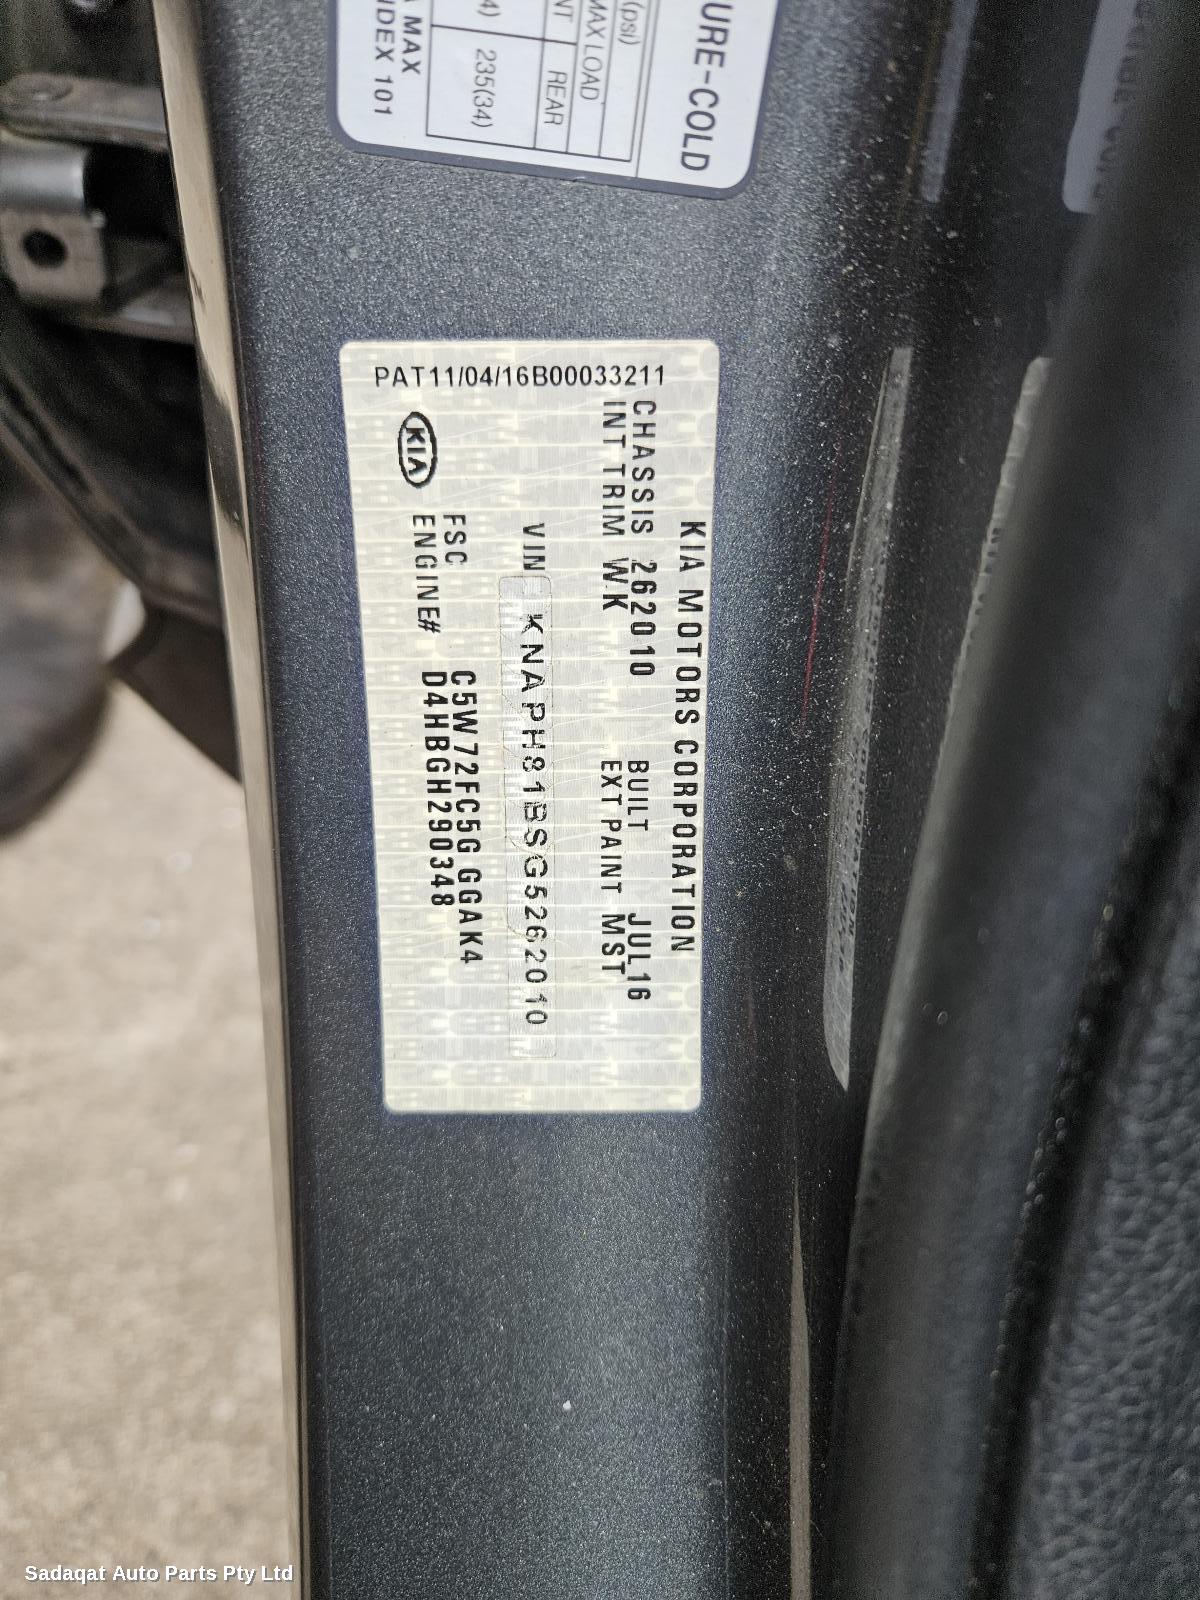 URE-COLD
(psi)
MAX LOAD
NT REAR
4) 235(34)
A MAX
NDEX 101
PAT11/04/16B00033211
KIA MOTORS CORPORATION
CHASSIS 262010 BUILT JUL16
INT TRIM WK EXT PAINT MST
VIN KNAPH81BSG5262010
FSC C5W72FC5G GGAK4
ENGINE# D4HBGH290348
KIA
Sadaqat Auto Parts Pty Ltd